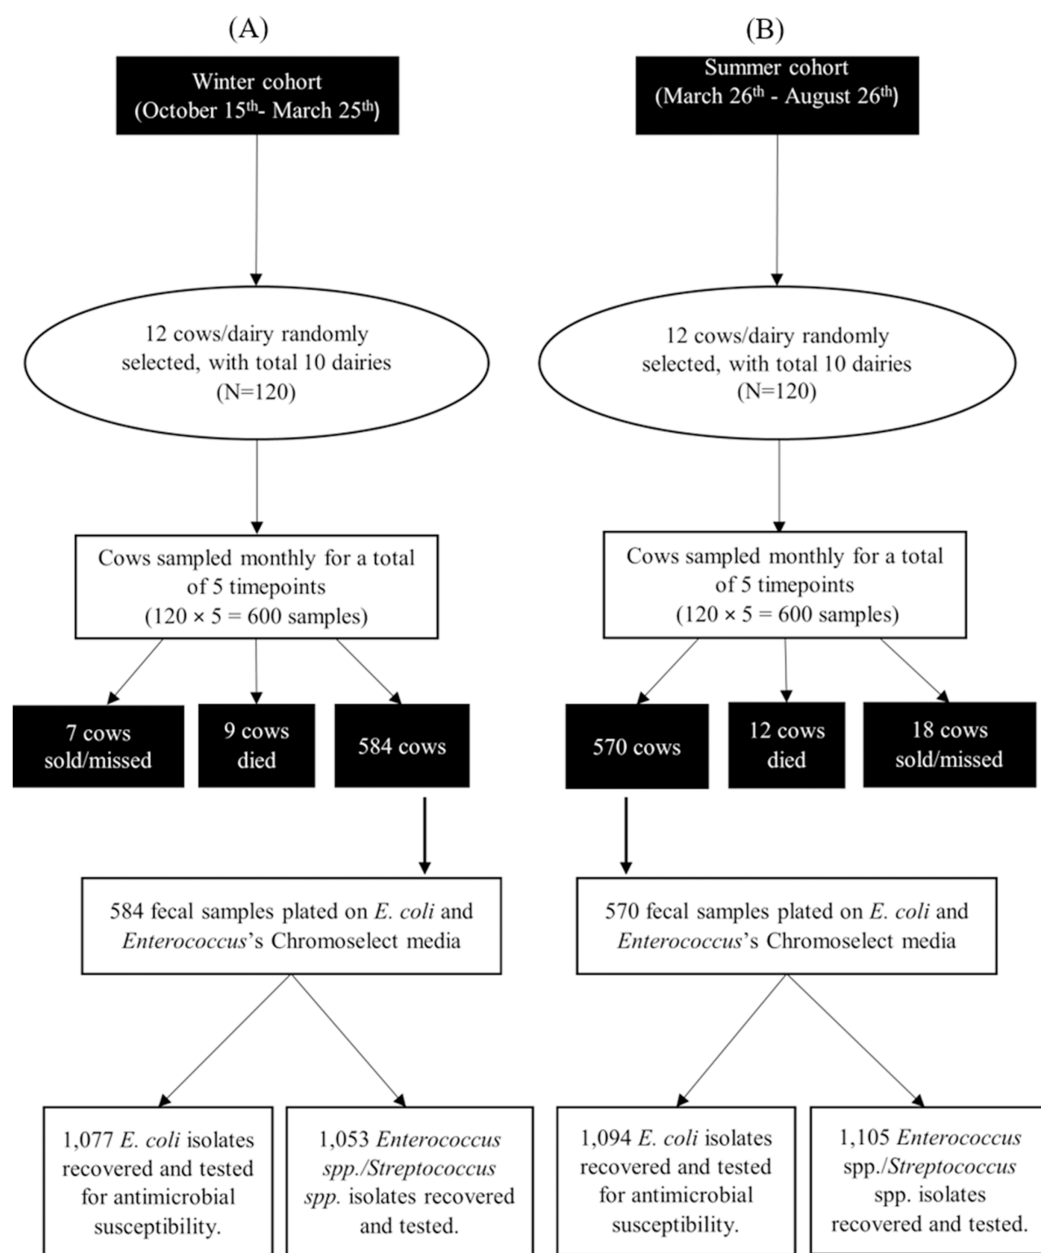 (A)
Winter cohort
(October 15th- March 25th)
12 cows/dairy randomly
selected, with total 10 dairies
(N=120)
Cows sampled monthly for a total
of 5 timepoints
(120 × 5 = 600 samples)
7 cows
sold/missed
9 cows
died
584 cows
584 fecal samples plated on E. coli and
Enterococcus’s Chromoselect media
1,077 E. coli isolates
recovered and tested
for antimicrobial
susceptibility.
1,053 Enterococcus
spp./Streptococcus
spp. isolates recovered
and tested.
(B)
Summer cohort
(March 26th - August 26th)
12 cows/dairy randomly
selected, with total 10 dairies
(N=120)
Cows sampled monthly for a total
of 5 timepoints
(120 × 5 = 600 samples)
570 cows
12 cows
died
18 cows
sold/missed
570 fecal samples plated on E. coli and
Enterococcus’s Chromoselect media
1,094 E. coli isolates
recovered and tested
for antimicrobial
susceptibility.
1,105 Enterococcus
spp./Streptococcus
spp. isolates
recovered and tested.